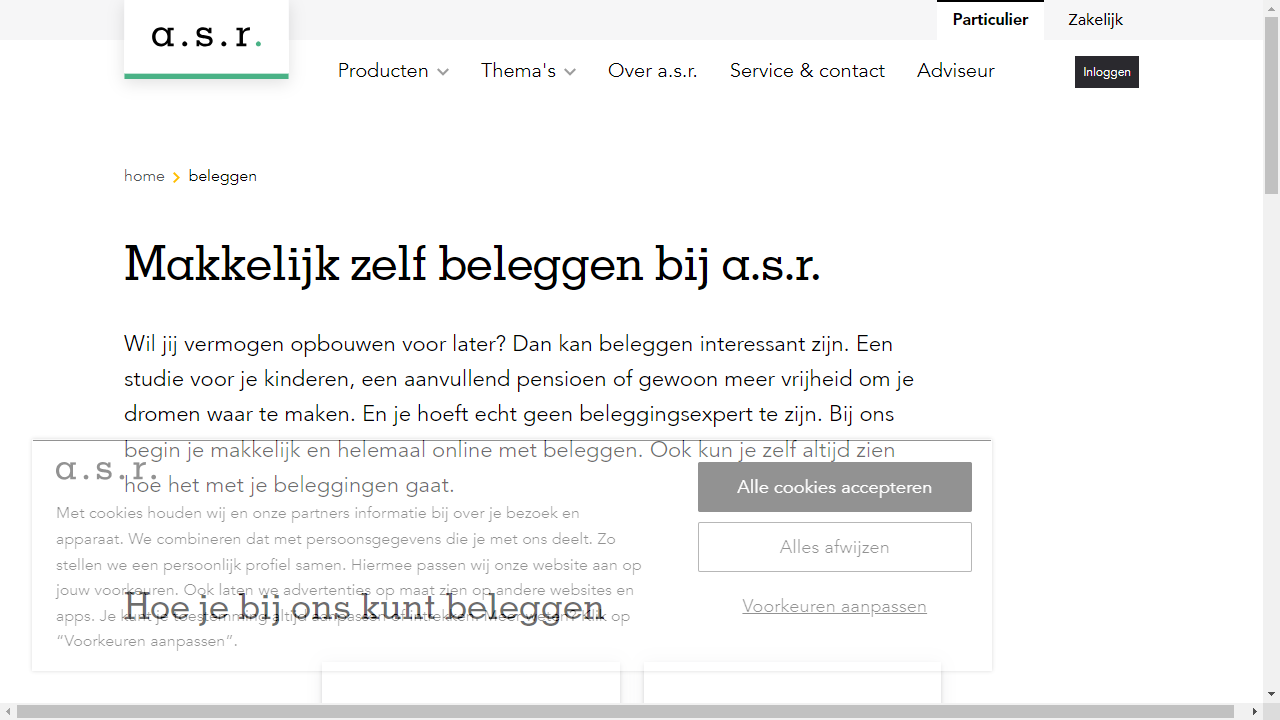 a.s.r.
Particulier
Zakelijk
Producten
Thema's
Over a.s.r.
Service & contact
Adviseur
Inloggen
home
beleggen
Makkelijk zelf beleggen bij a.s.r.
Wil jij vermogen opbouwen voor later? Dan kan beleggen interessant zijn. Een
studie voor je kinderen, een aanvullend pensioen of gewoon meer vrijheid om je
dromen waar te maken. En je hoeft echt geen beleggingsexpert te zijn. Bij ons
begin je makkelijk en helemaal online met beleggen. Ook kun je zelf altijd zien
hoe het met je beleggingen gaat.
Hoe je bij ons kunt beleggen
a.s.r.
Met cookies houden wij en onze partners informatie bij over je bezoek en
apparaat. We combineren dat met persoonsgegevens die je met ons deelt. Zo
stellen we een persoonlijk profiel samen. Hiermee passen wij onze website aan op
jouw voorkeuren. Ook laten we advertenties op maat zien op andere websites en
apps. Je kunt je toestemming altijd aanpassen of intrekken. Meer weten? Klik op
“Voorkeuren aanpassen”.
Alle cookies accepteren
Alles afwijzen
Voorkeuren aanpassen